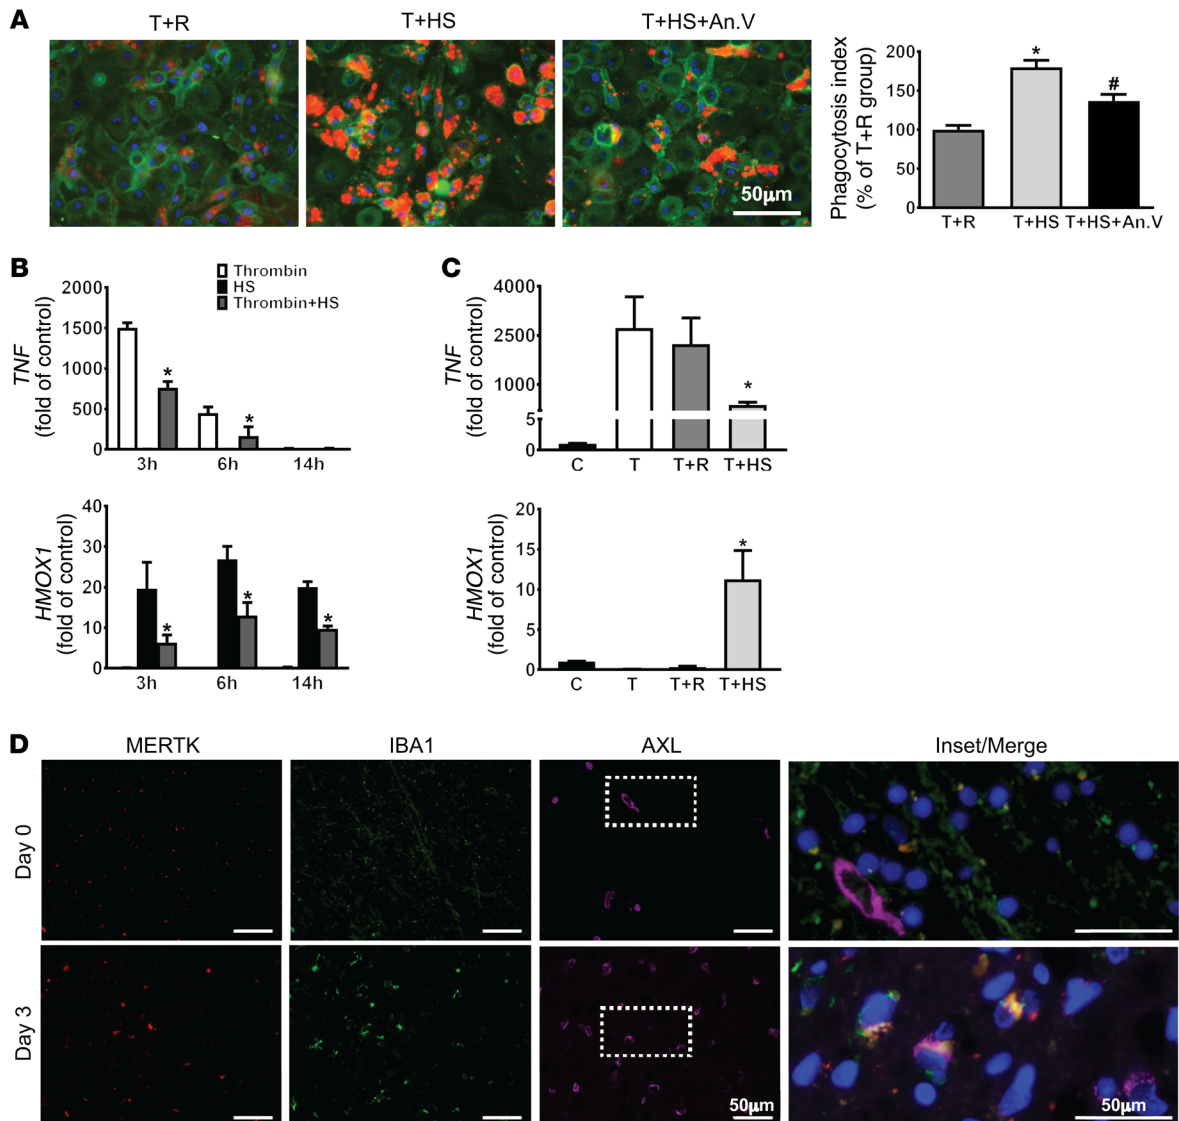 A
T+R
T+HS
T+HS+An.V
50µm
Phagocytosis index
(% of T+R group)
200
150
100
50
0
*
#
T+R
T+HS
T+HS+An.V
B
Thrombin
HS
Thrombin+HS
TNF
(fold of control)
2000
1500
1000
500
0
*
*
3h
6h
14h
HMOX1
(fold of control)
40
30
20
10
0
*
*
*
3h
6h
14h
C
TNF
(fold of control)
4000
2500
1000
5
0
*
C
T
T+R
T+HS
HMOX1
(fold of control)
20
15
10
5
0
*
C
T
T+R
T+HS
D
MERTK
IBA1
AXL
Inset/Merge
Day 0
Day 3
50µm
50µm